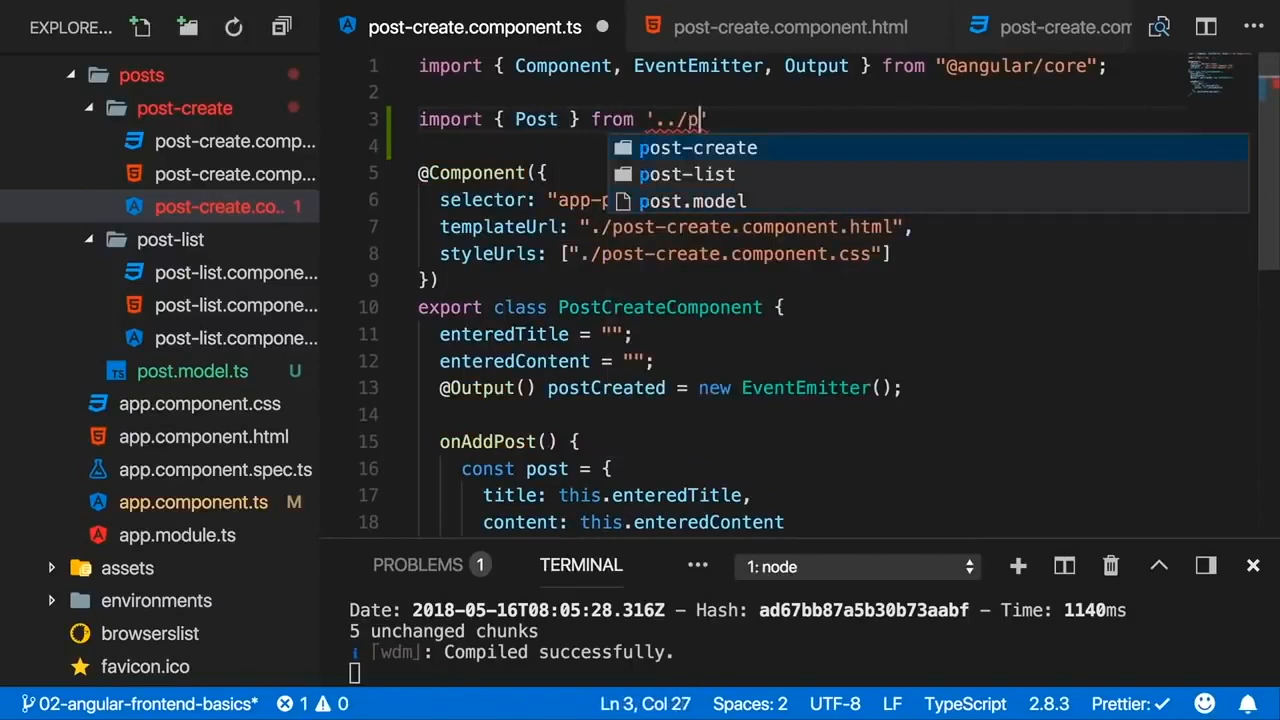 EXPLORE...
post-create.component.ts
post-create.component.html
post-create.com
posts
post-create
post-create.comp...
post-create.comp...
post-create.co.. 1
post-list
post-list.compone...
post-list.compone...
post-list.compone...
TS post.model.ts U
app.component.css
app.component.html
app.component.spec.ts
app.component.ts M
app.module.ts
assets
environments
browserslist
favicon.ico
1 import { Component, EventEmitter, Output } from "@angular/core";
2
3 import { Post } from '../p'
4
post-create
post-list
post.model
5 @Component({
6 selector: "app-p
7 templateUrl: "./post-create.component.html",
8 styleUrls: ["./post-create.component.css"]
9 })
10 export class PostCreateComponent {
11 enteredTitle = "";
12 enteredContent = "";
13 @Output() postCreated = new EventEmitter();
14
15 onAddPost() {
16 const post = {
17 title: this.enteredTitle,
18 content: this.enteredContent
PROBLEMS 1 TERMINAL ... 1: node
Date: 2018-05-16T08:05:28.316Z - Hash: ad67bb87a5b30b73aabf - Time: 1140ms
5 unchanged chunks
i ｢wdm｣: Compiled successfully.
02-angular-frontend-basics* 1 0 Ln 3, Col 27 Spaces: 2 UTF-8 LF TypeScript 2.8.3 Prettier: ✓